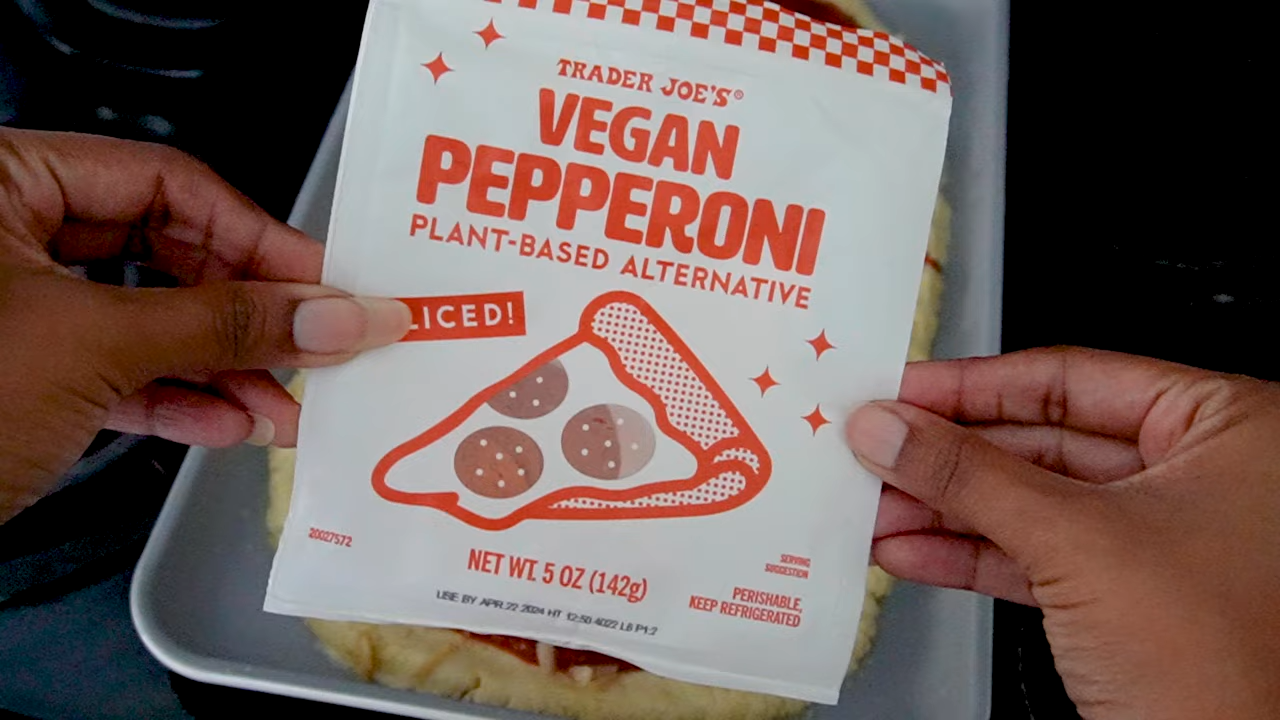 TRADER JOE'S®
VEGAN
PEPPERONI
PLANT-BASED ALTERNATIVE
LICED!
20027572
NET WT. 5 OZ (142g)
SERVING
SUGGESTION
PERISHABLE,
KEEP REFRIGERATED
USE BY APR.22 2024 HT 12:50 4022 L6 P1:2